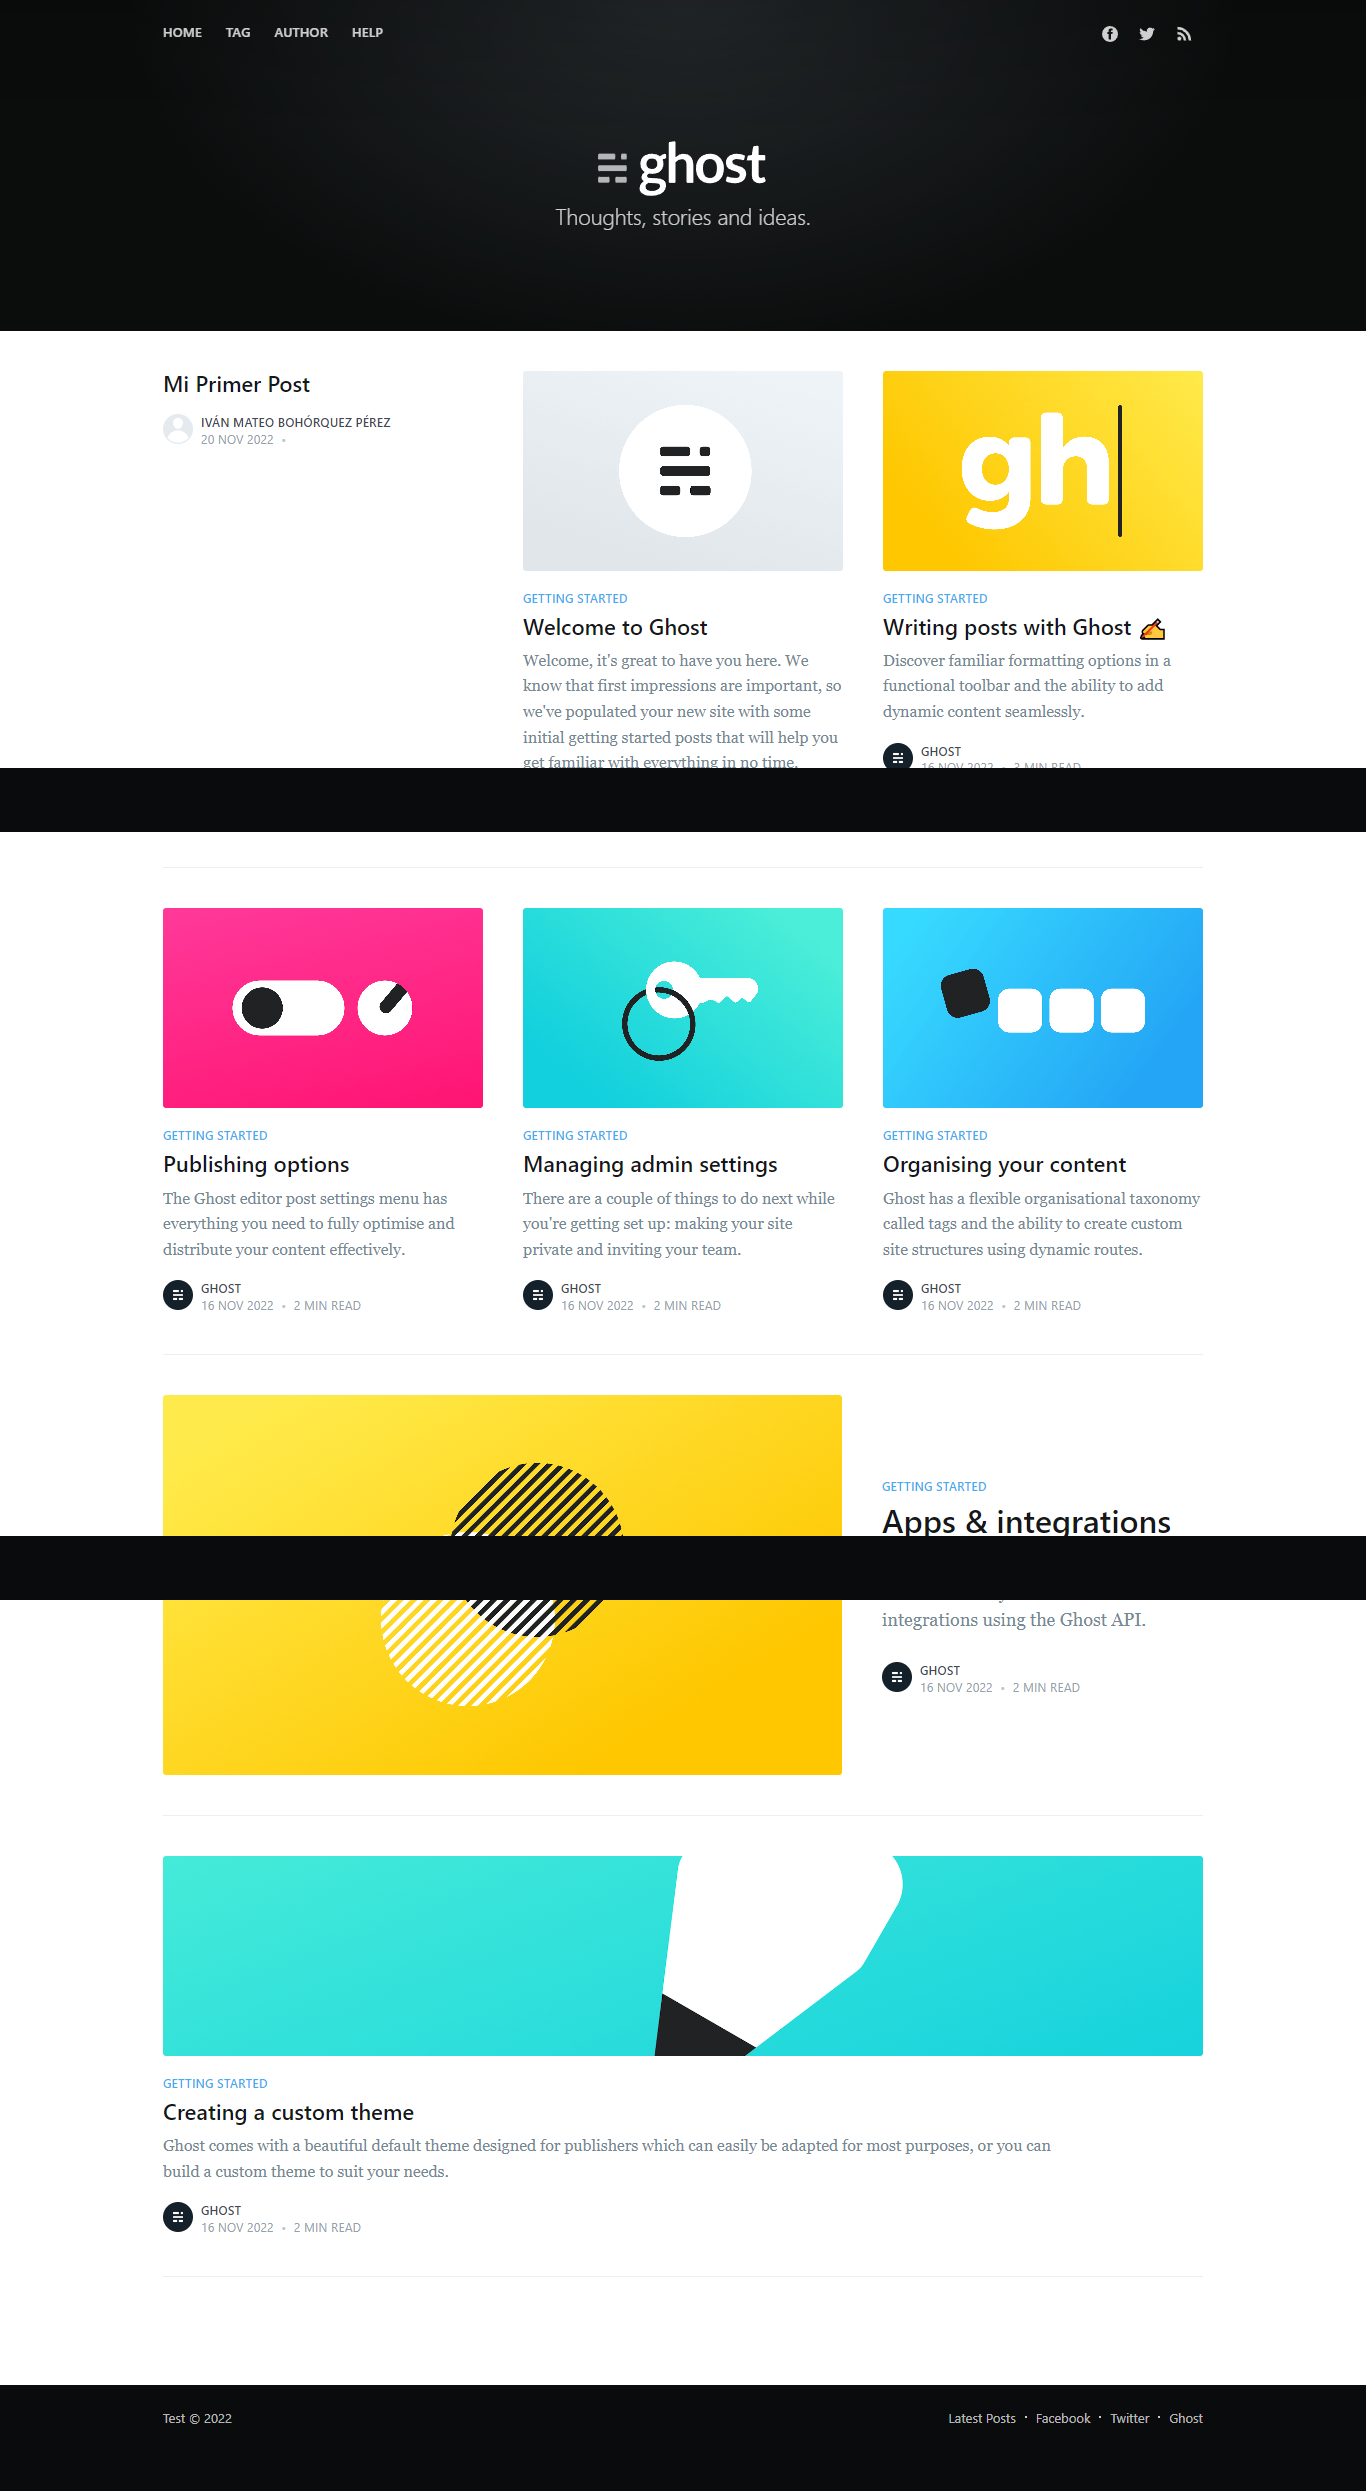 HOME TAG AUTHOR HELP
ghost
Thoughts, stories and ideas.
Mi Primer Post
IVÁN MATEO BOHÓRQUEZ PÉREZ
20 NOV 2022 •
GETTING STARTED
Welcome to Ghost
Welcome, it's great to have you here. We
know that first impressions are important, so
we've populated your new site with some
initial getting started posts that will help you
get familiar with everything in no time.
gh
GETTING STARTED
Writing posts with Ghost ✍
Discover familiar formatting options in a
functional toolbar and the ability to add
dynamic content seamlessly.
GHOST
16 NOV 2022 • 3 MIN READ
GETTING STARTED
Publishing options
The Ghost editor post settings menu has
everything you need to fully optimise and
distribute your content effectively.
GHOST
16 NOV 2022 • 2 MIN READ
GETTING STARTED
Managing admin settings
There are a couple of things to do next while
you're getting set up: making your site
private and inviting your team.
GHOST
16 NOV 2022 • 2 MIN READ
GETTING STARTED
Organising your content
Ghost has a flexible organisational taxonomy
called tags and the ability to create custom
site structures using dynamic routes.
GHOST
16 NOV 2022 • 2 MIN READ
GETTING STARTED
Apps & integrations
integrations using the Ghost API.
GHOST
16 NOV 2022 • 2 MIN READ
GETTING STARTED
Creating a custom theme
Ghost comes with a beautiful default theme designed for publishers which can easily be adapted for most purposes, or you can
build a custom theme to suit your needs.
GHOST
16 NOV 2022 • 2 MIN READ
Test © 2022
Latest Posts · Facebook · Twitter · Ghost